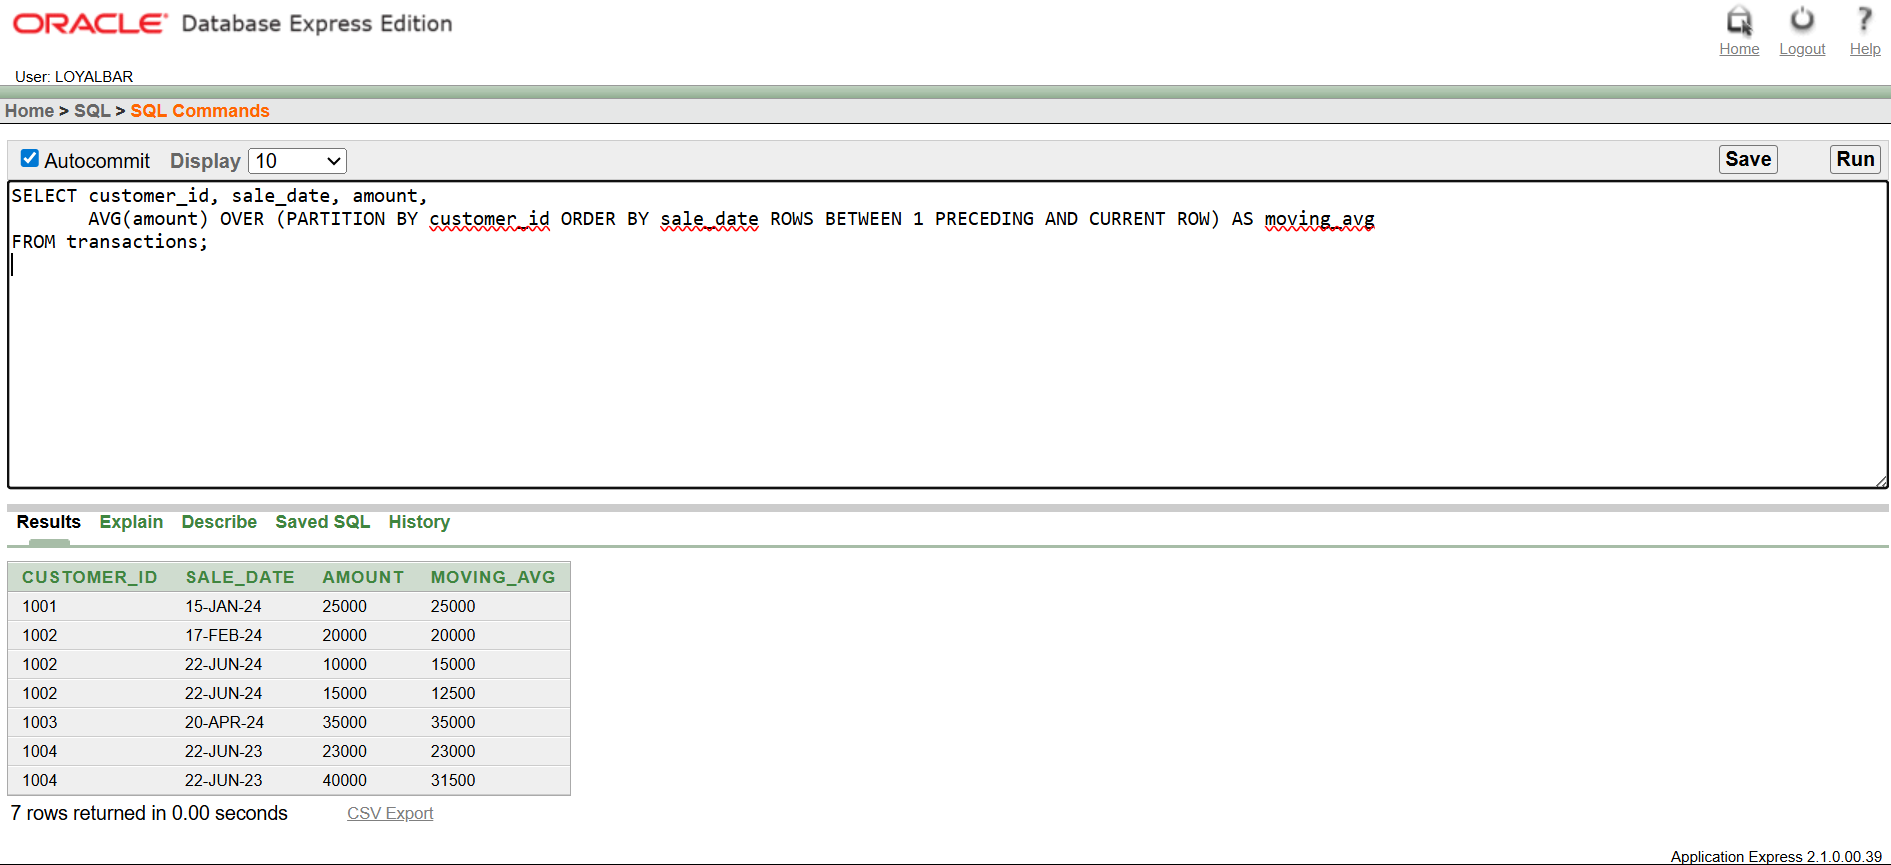 ORACLE Database Express Edition
Home Logout Help
User: LOYALBAR
Home > SQL > SQL Commands
Autocommit Display 10 Save Run
SELECT customer_id, sale_date, amount,
AVG(amount) OVER (PARTITION BY customer_id ORDER BY sale_date ROWS BETWEEN 1 PRECEDING AND CURRENT ROW) AS moving_avg
FROM transactions;
Results Explain Describe Saved SQL History
CUSTOMER_ID SALE_DATE AMOUNT MOVING_AVG
1001 15-JAN-24 25000 25000
1002 17-FEB-24 20000 20000
1002 22-JUN-24 10000 15000
1002 22-JUN-24 15000 12500
1003 20-APR-24 35000 35000
1004 22-JUN-23 23000 23000
1004 22-JUN-23 40000 31500
7 rows returned in 0.00 seconds CSV Export
Application Express 2.1.0.00.39